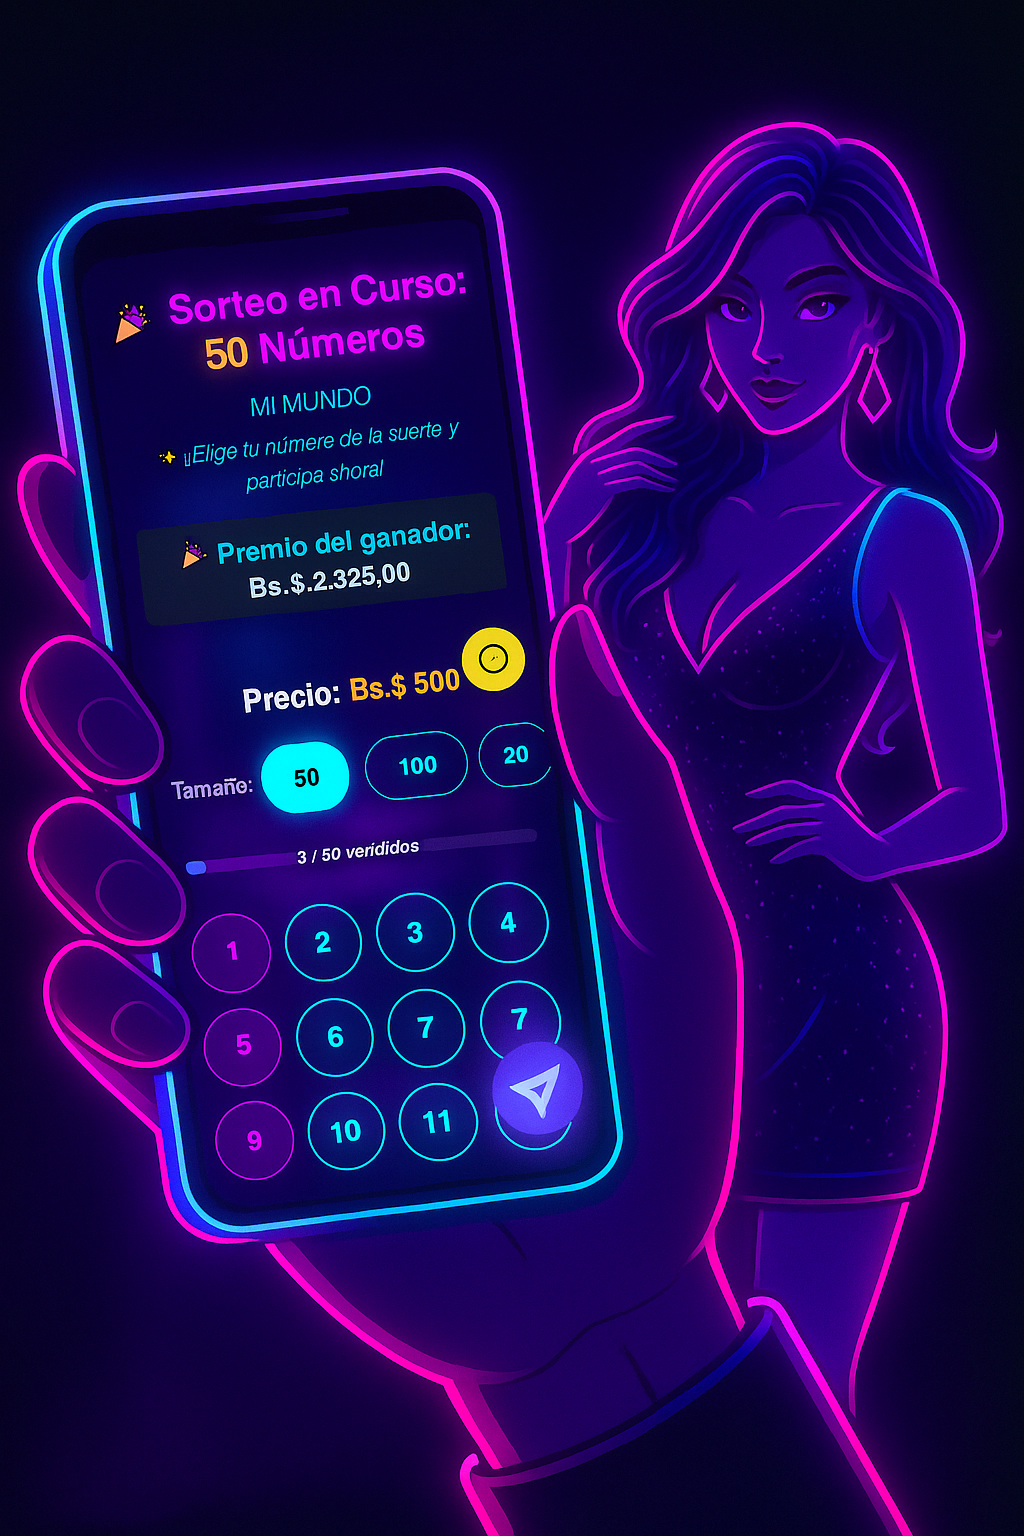 Sorteo en Curso:
50 Números
MI MUNDO
¡¡Elige tu númere de la suerte y
participa shoral
Premio del ganador:
Bs.$.2.325,00
Precio: Bs.$ 500
Tamaño: 50 100 20
3 / 50 verídidos
1 2 3 4
5 6 7 7
9 10 11